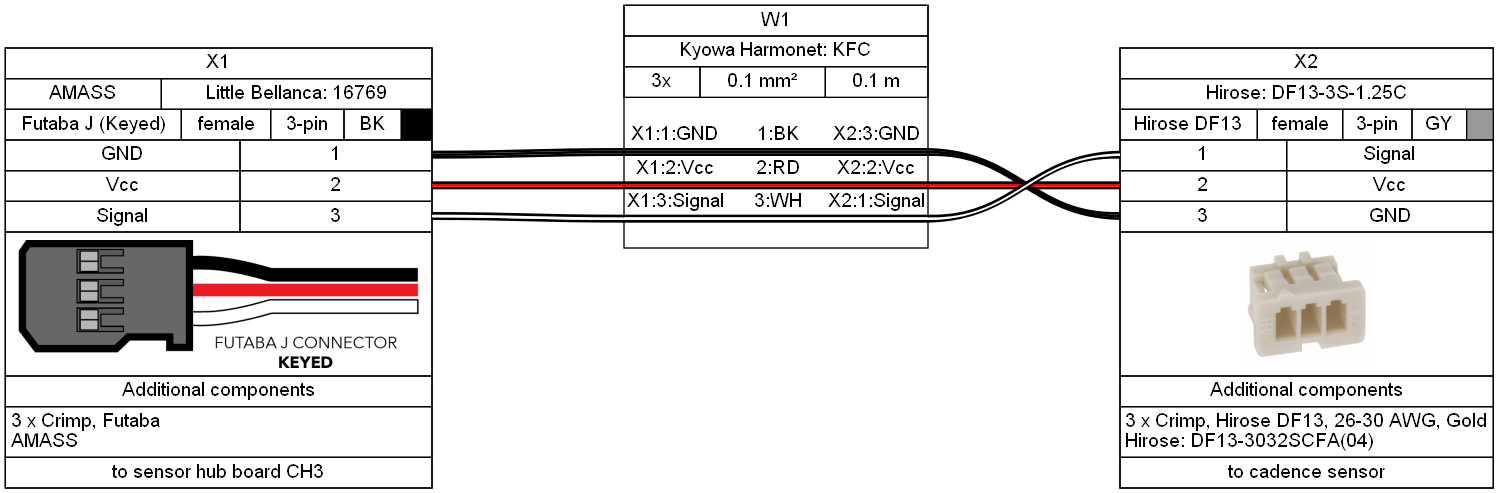 X1
AMASS Little Bellanca: 16769
Futaba J (Keyed) female 3-pin BK
GND 1
Vcc 2
Signal 3
FUTABA J CONNECTOR
KEYED
Additional components
3 x Crimp, Futaba
AMASS
to sensor hub board CH3
W1
Kyowa Harmonet: KFC
3x 0.1 mm² 0.1 m
X1:1:GND 1:BK X2:3:GND
X1:2:Vcc 2:RD X2:2:Vcc
X1:3:Signal 3:WH X2:1:Signal
X2
Hirose: DF13-3S-1.25C
Hirose DF13 female 3-pin GY
1 Signal
2 Vcc
3 GND
Additional components
3 x Crimp, Hirose DF13, 26-30 AWG, Gold
Hirose: DF13-3032SCFA(04)
to cadence sensor